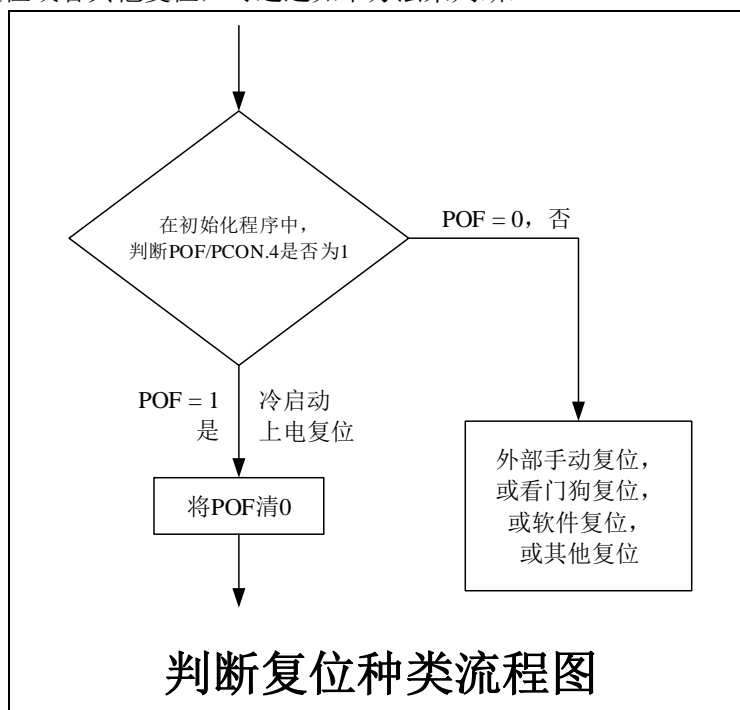 在初始化程序中，
判断POF/PCON.4是否为1
POF = 0，否
POF = 1
是
冷启动
上电复位
将POF清0
外部手动复位，
或看门狗复位，
或软件复位，
或其他复位
判断复位种类流程图